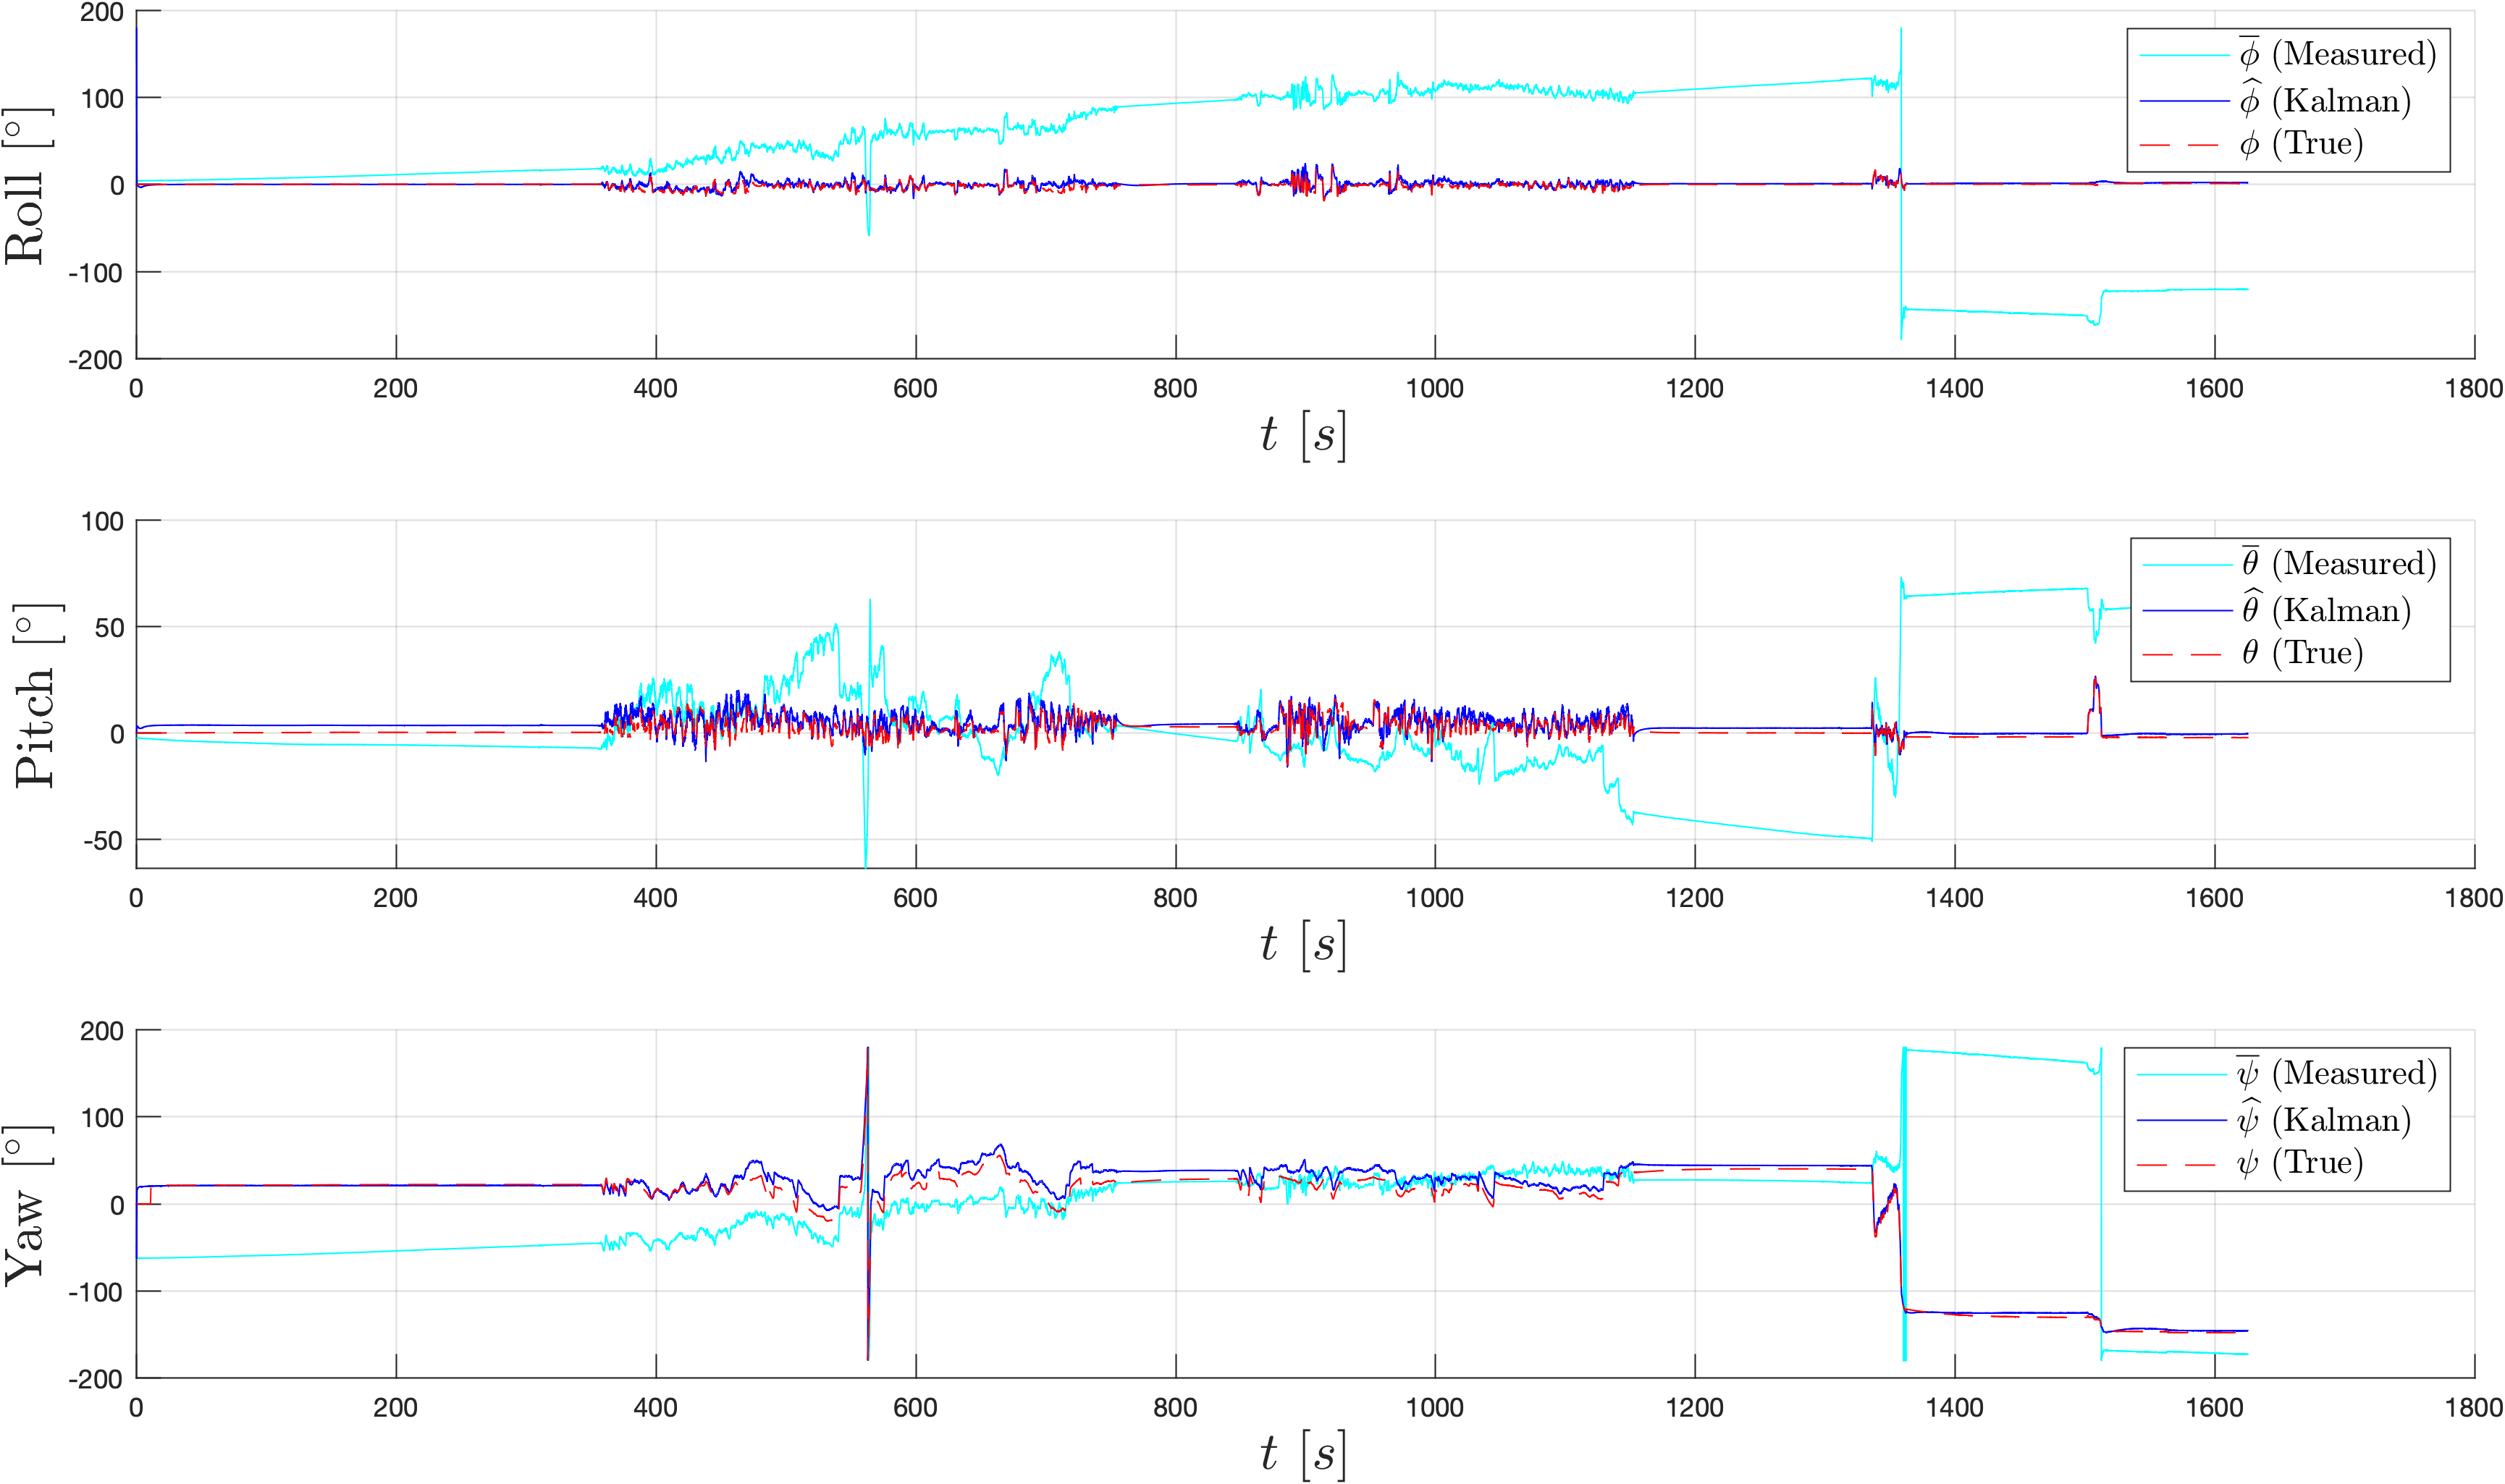 Roll [°]
200
100
0
-100
-200
0 200 400 600 800 1000 1200 1400 1600 1800
t [s]
ϕ̅ (Measured)
ϕ̂ (Kalman)
ϕ (True)
Pitch [°]
100
50
0
-50
0 200 400 600 800 1000 1200 1400 1600 1800
t [s]
θ̅ (Measured)
θ̂ (Kalman)
θ (True)
Yaw [°]
200
100
0
-100
-200
0 200 400 600 800 1000 1200 1400 1600 1800
t [s]
ψ̅ (Measured)
ψ̂ (Kalman)
ψ (True)